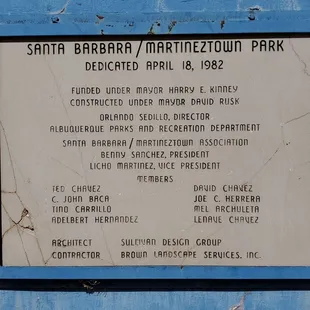 SANTA BARBARA / MARTINEZTOWN PARK
DEDICATED APRIL 18, 1982
FUNDED UNDER MAYOR HARRY E. KINNEY
CONSTRUCTED UNDER MAYOR DAVID RUSK
ORLANDO SEDILLO, DIRECTOR
ALBUQUERQUE PARKS AND RECREATION DEPARTMENT
SANTA BARBARA / MARTINEZTOWN ASSOCIATION
BENNY SANCHEZ, PRESIDENT
LICHO MARTINEZ, VICE PRESIDENT
MEMBERS
TED CHAVEZ DAVID CHAVEZ
C. JOHN BACA JOE C. HERRERA
TINO CARRILLO MEL ARCHULETA
ADELBERT HERNANDEZ LENAVE CHAVEZ
ARCHITECT SULLIVAN DESIGN GROUP
CONTRACTOR BROWN LANDSCAPE SERVICES, INC.